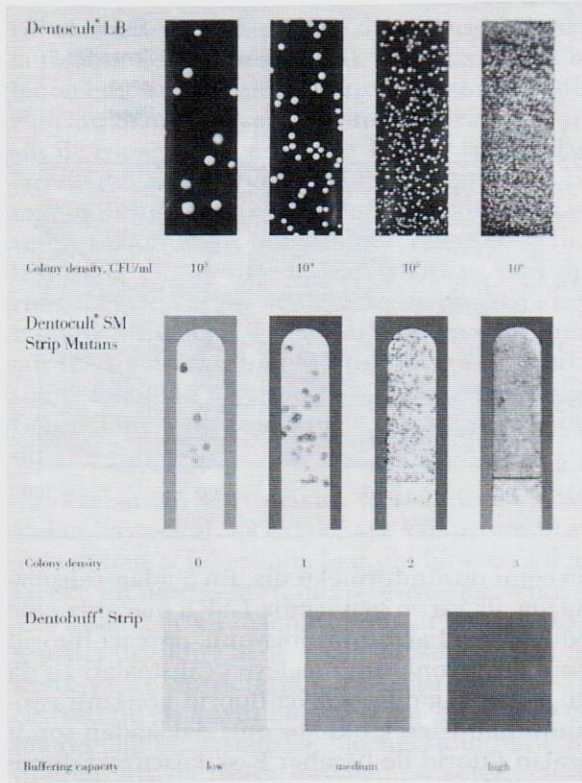 Dentocult® LB
Colony density, CFU/ml 10³ 10⁴ 10⁵ 10⁶
Dentocult® SM
Strip Mutans
Colony density 0 1 2 3
Dentobuff® Strip
Buffering capacity low medium high